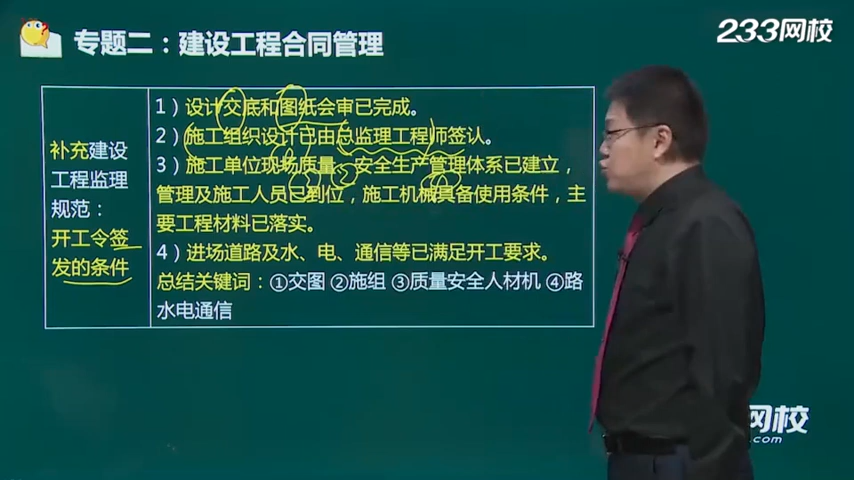 专题二：建设工程合同管理
233网校
补充建设
工程监理
规范：
开工令签
发的条件
1）设计交底和图纸会审已完成。
2）施工组织设计已由总监理工程师签认。
3）施工单位现场质量、安全生产管理体系已建立，
管理及施工人员已到位，施工机械具备使用条件，主
要工程材料已落实。
4）进场道路及水、电、通信等已满足开工要求。
总结关键词：①交图 ②施组 ③质量安全人材机 ④路
水电通信
网校
.com